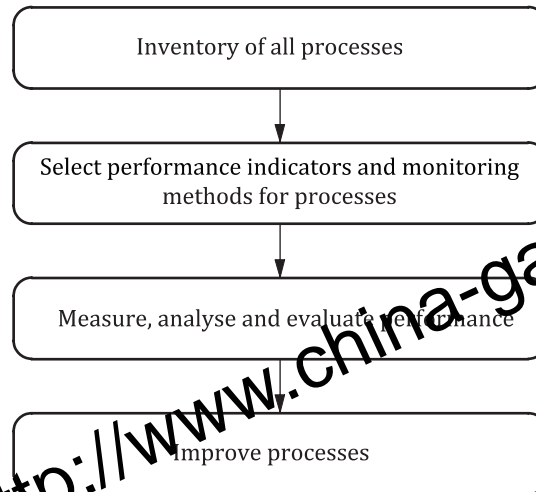 Inventory of all processes
Select performance indicators and monitoring
methods for processes
Measure, analyse and evaluate performance
Improve processes
ttp://www.china-ga